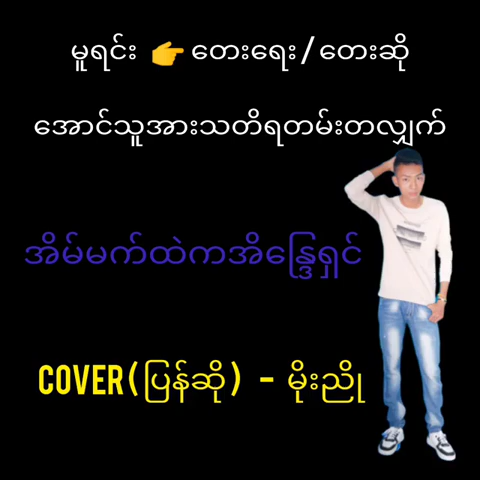 မူရင်း 👉 တေးရေး / တေးဆို
အောင်သူအားသတိရတမ်းတလျှက်
အိမ်မက်ထဲကအိန္ဒြေရှင်
COVER (ပြန်ဆို) - မိုးညို